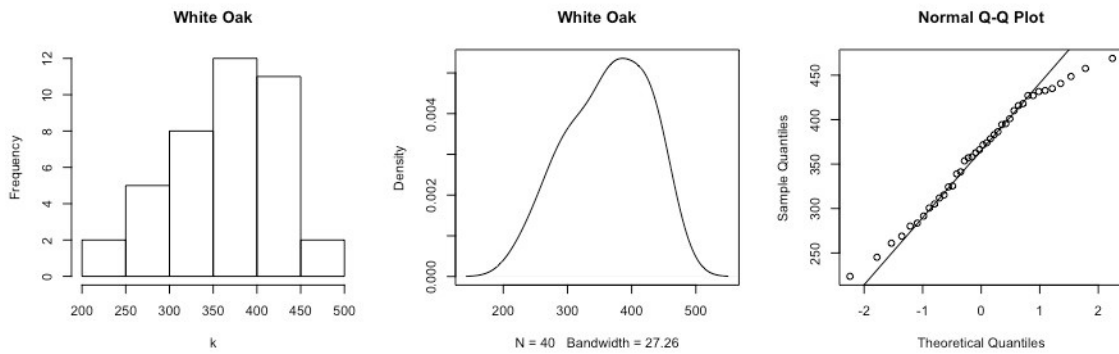 White Oak
Frequency
12
10
8
6
4
2
0
200 250 300 350 400 450 500
k
White Oak
Density
0.004
0.002
0.000
200 300 400 500
N = 40 Bandwidth = 27.26
Normal Q-Q Plot
Sample Quantiles
450
400
350
300
250
-2 -1 0 1 2
Theoretical Quantiles